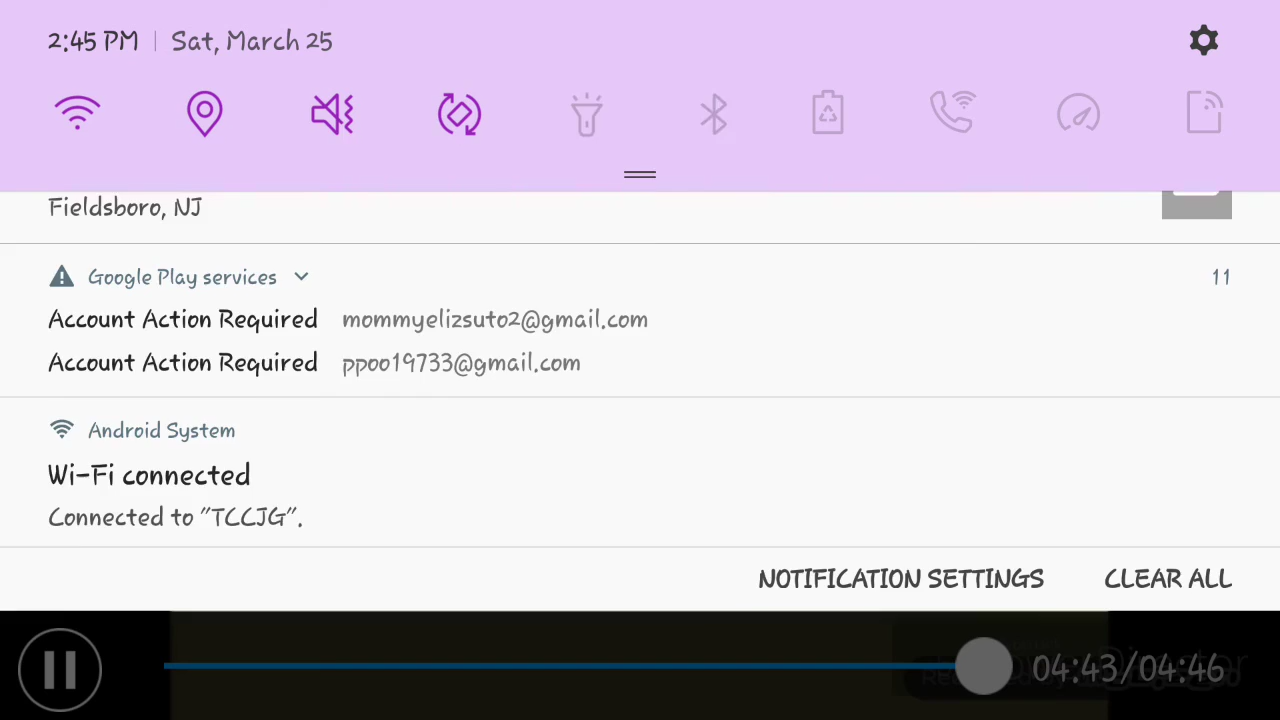 2:45 PM | Sat, March 25
Fieldsboro, NJ
Google Play services 11
Account Action Required mommyelizsuto2@gmail.com
Account Action Required ppoo19733@gmail.com
Android System
Wi-Fi connected
Connected to "TCCJG".
NOTIFICATION SETTINGS CLEAR ALL
04:43/04:46